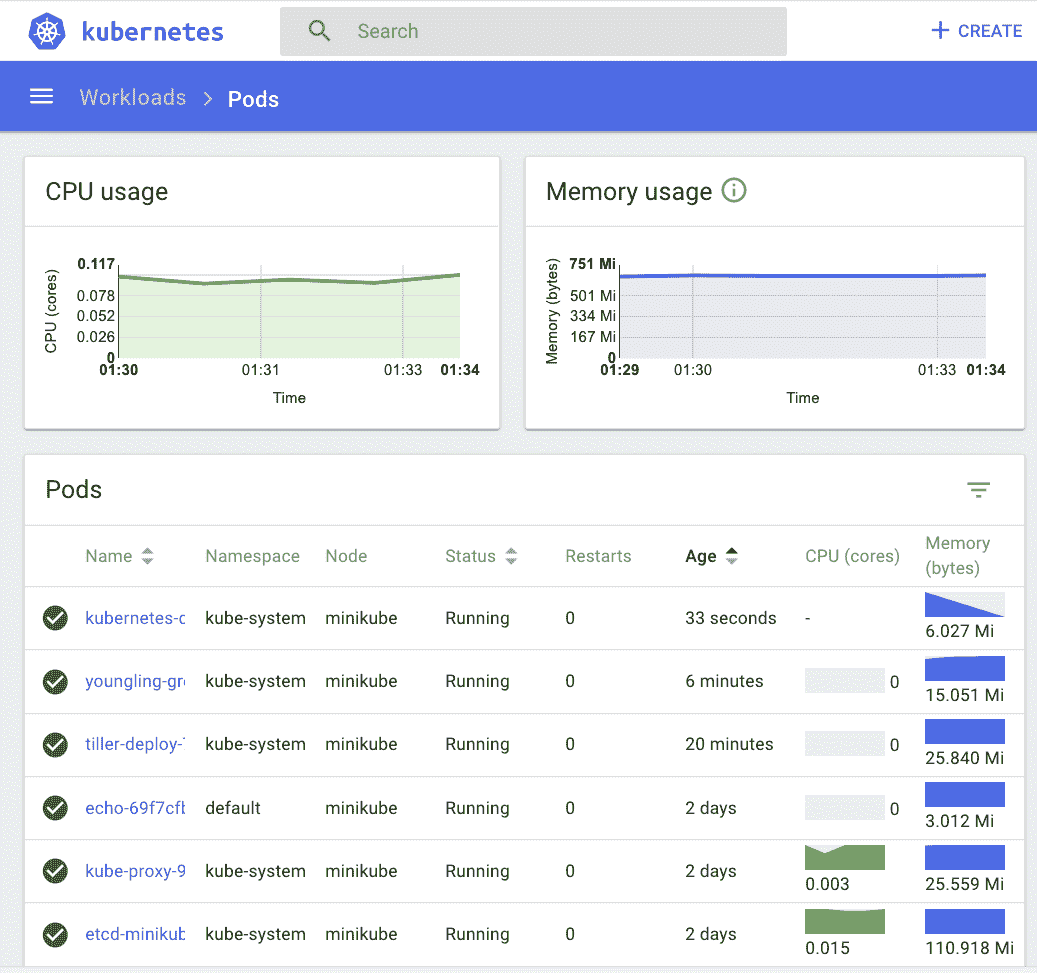 kubernetes
Search
+ CREATE
Workloads > Pods
CPU usage
CPU (cores)
0.117
0.078
0.052
0.026
0
01:30 01:31 01:33 01:34
Time
Memory usage
Memory (bytes)
751 Mi
501 Mi
334 Mi
167 Mi
0
01:29 01:30 01:33 01:34
Time
Pods
Name Namespace Node Status Restarts Age CPU (cores) Memory
(bytes)
kubernetes-d kube-system minikube Running 0 33 seconds - 6.027 Mi
youngling-gr kube-system minikube Running 0 6 minutes 0 15.051 Mi
tiller-deploy- kube-system minikube Running 0 20 minutes 0 25.840 Mi
echo-69f7cfb default minikube Running 0 2 days 0 3.012 Mi
kube-proxy-9 kube-system minikube Running 0 2 days 0.003 25.559 Mi
etcd-minikub kube-system minikube Running 0 2 days 0.015 110.918 Mi